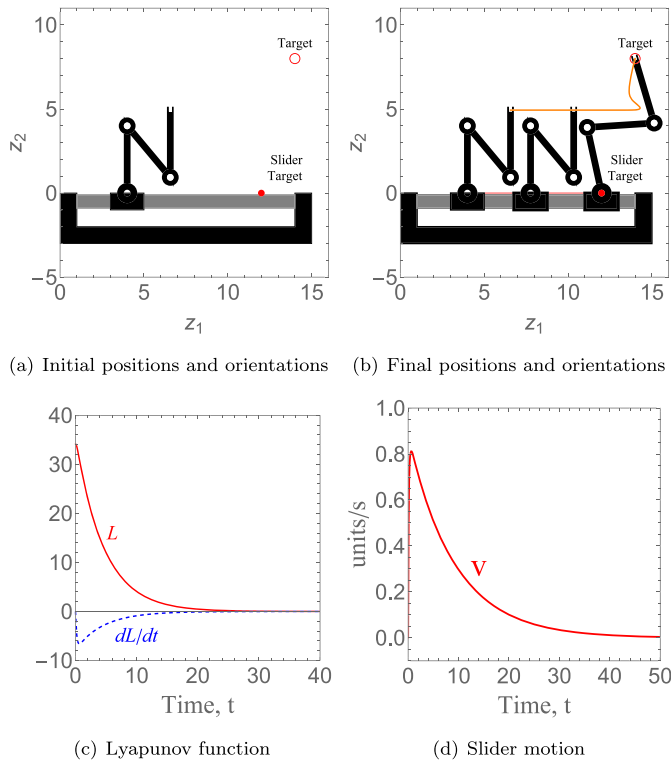 10
5
0
−5
0
5
10
15
z2
z1
Target
Slider
Target
(a) Initial positions and orientations
10
5
0
−5
0
5
10
15
z2
z1
Target
Slider
Target
(b) Final positions and orientations
40
30
20
10
0
−10
0
10
20
30
40
L
dL/dt
Time, t
(c) Lyapunov function
1.0
0.8
0.6
0.4
0.2
0.0
0
10
20
30
40
50
units/s
V
Time, t
(d) Slider motion